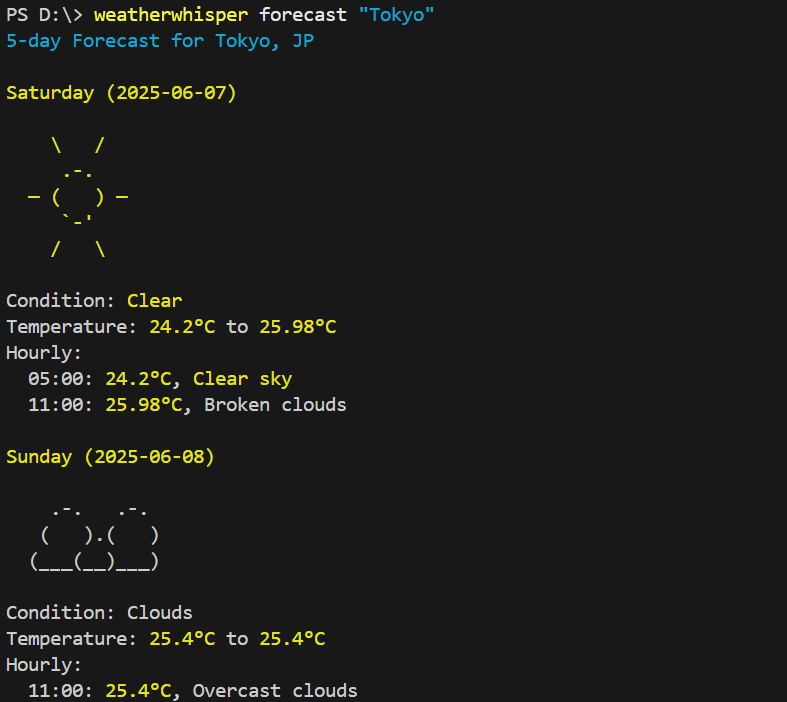 PS D:\> weatherwhisper forecast "Tokyo"
5-day Forecast for Tokyo, JP
Saturday (2025-06-07)
    \   /
     .-.
  ― (   ) ―
     `-'
    /   \
Condition: Clear
Temperature: 24.2°C to 25.98°C
Hourly:
  05:00: 24.2°C, Clear sky
  11:00: 25.98°C, Broken clouds
Sunday (2025-06-08)
    .-.   .-.
   (   ).(   )
  (___(__)___)
Condition: Clouds
Temperature: 25.4°C to 25.4°C
Hourly:
  11:00: 25.4°C, Overcast clouds